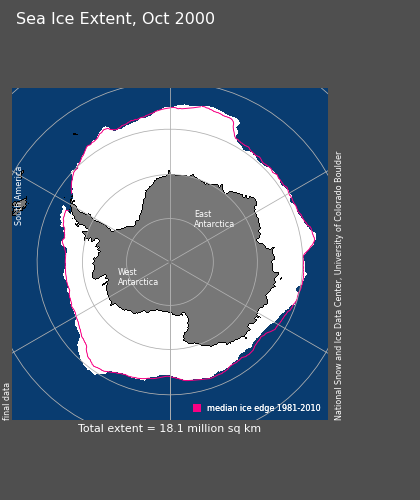 Sea Ice Extent, Oct 2000
South America
East
Antarctica
West
Antarctica
National Snow and Ice Data Center, University of Colorado Boulder
final data
median ice edge 1981-2010
Total extent = 18.1 million sq km